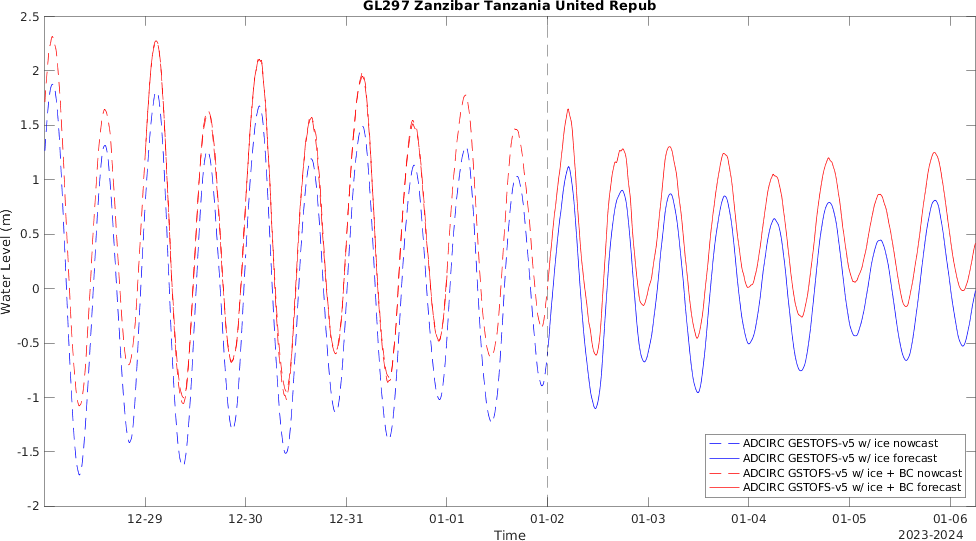 GL297 Zanzibar Tanzania United Repub
2.5
2
1.5
1
0.5
0
-0.5
-1
-1.5
-2
Water Level (m)
ADCIRC GESTOFS-v5 w/ ice nowcast
ADCIRC GESTOFS-v5 w/ ice forecast
ADCIRC GSTOFS-v5 w/ ice + BC nowcast
ADCIRC GSTOFS-v5 w/ ice + BC forecast
12-29 12-30 12-31 01-01 01-02 01-03 01-04 01-05 01-06
Time
2023-2024